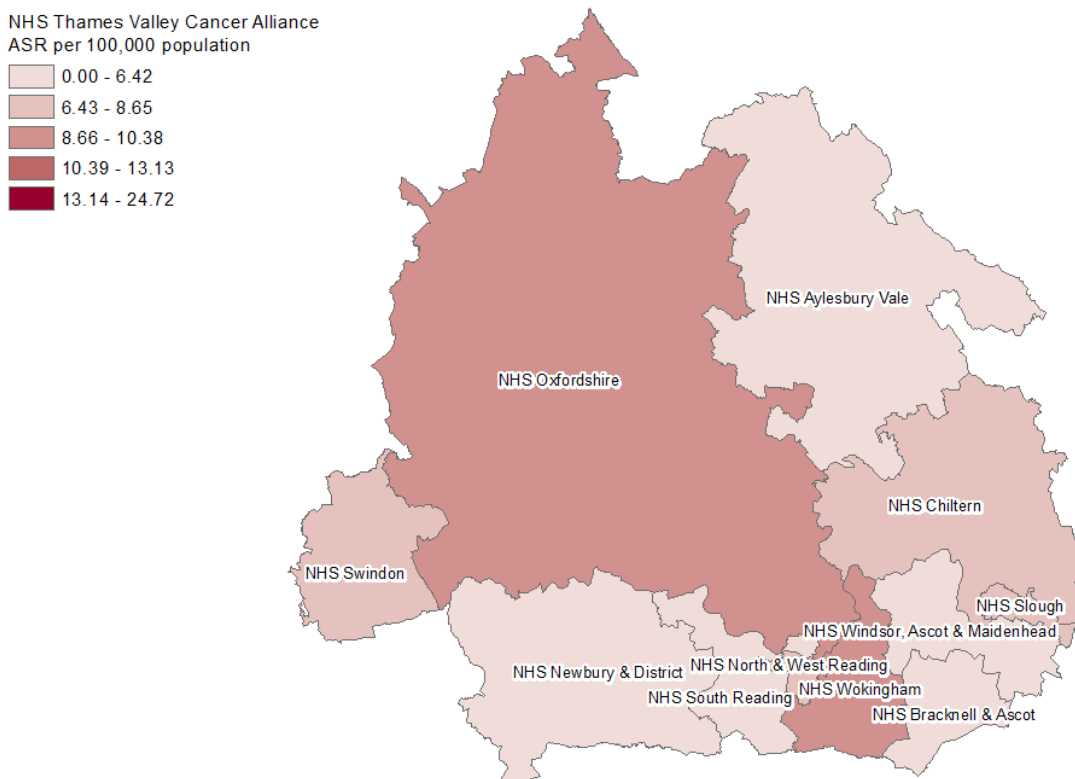 NHS Thames Valley Cancer Alliance
ASR per 100,000 population
0.00 - 6.42
6.43 - 8.65
8.66 - 10.38
10.39 - 13.13
13.14 - 24.72
NHS Aylesbury Vale
NHS Oxfordshire
NHS Chiltern
NHS Swindon
NHS Slough
NHS Windsor, Ascot & Maidenhead
NHS North & West Reading
NHS Newbury & District
NHS Wokingham
NHS South Reading
NHS Bracknell & Ascot